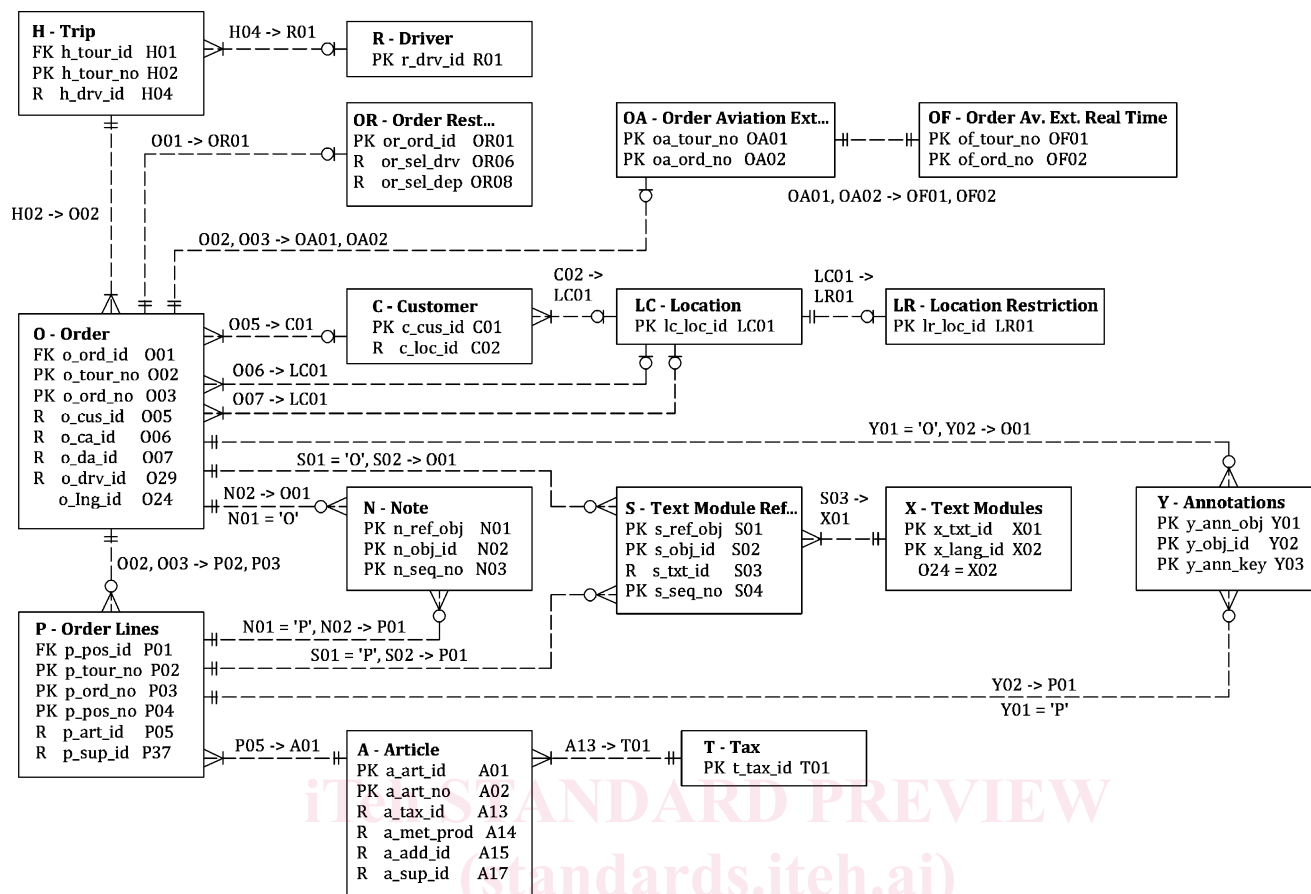 H - Trip
FK h_tour_id H01
PK h_tour_no H02
R h_drv_id H04
H04 -> R01
R - Driver
PK r_drv_id R01
O01 -> OR01
OR - Order Rest...
PK or_ord_id OR01
R or_sel_drv OR06
R or_sel_dep OR08
OA - Order Aviation Ext...
PK oa_tour_no OA01
PK oa_ord_no OA02
OF - Order Av. Ext. Real Time
PK of_tour_no OF01
PK of_ord_no OF02
OA01, OA02 -> OF01, OF02
H02 -> O02
O02, O03 -> OA01, OA02
O - Order
FK o_ord_id O01
PK o_tour_no O02
PK o_ord_no O03
R o_cus_id O05
R o_ca_id O06
R o_da_id O07
R o_drv_id O29
o_lng_id O24
O05 -> C01
C - Customer
PK c_cus_id C01
R c_loc_id C02
C02 ->
LC01
LC - Location
PK lc_loc_id LC01
LC01 ->
LR01
LR - Location Restriction
PK lr_loc_id LR01
O06 -> LC01
O07 -> LC01
Y01 = 'O', Y02 -> O01
S01 = 'O', S02 -> O01
N02 -> O01
N01 = 'O'
N - Note
PK n_ref_obj N01
PK n_obj_id N02
PK n_seq_no N03
S - Text Module Ref...
PK s_ref_obj S01
PK s_obj_id S02
R s_txt_id S03
PK s_seq_no S04
S03 ->
X01
X - Text Modules
PK x_txt_id X01
PK x_lang_id X02
O24 = X02
Y - Annotations
PK y_ann_obj Y01
PK y_obj_id Y02
PK y_ann_key Y03
O02, O03 -> P02, P03
P - Order Lines
FK p_pos_id P01
PK p_tour_no P02
PK p_ord_no P03
PK p_pos_no P04
R p_art_id P05
R p_sup_id P37
N01 = 'P', N02 -> P01
S01 = 'P', S02 -> P01
Y02 -> P01
Y01 = 'P'
P05 -> A01
A - Article
PK a_art_id A01
PK a_art_no A02
R a_tax_id A13
R a_met_prod A14
R a_add_id A15
R a_sup_id A17
A13 -> T01
T - Tax
PK t_tax_id T01
iTeh STANDARD PREVIEW
(standards.iteh.ai)